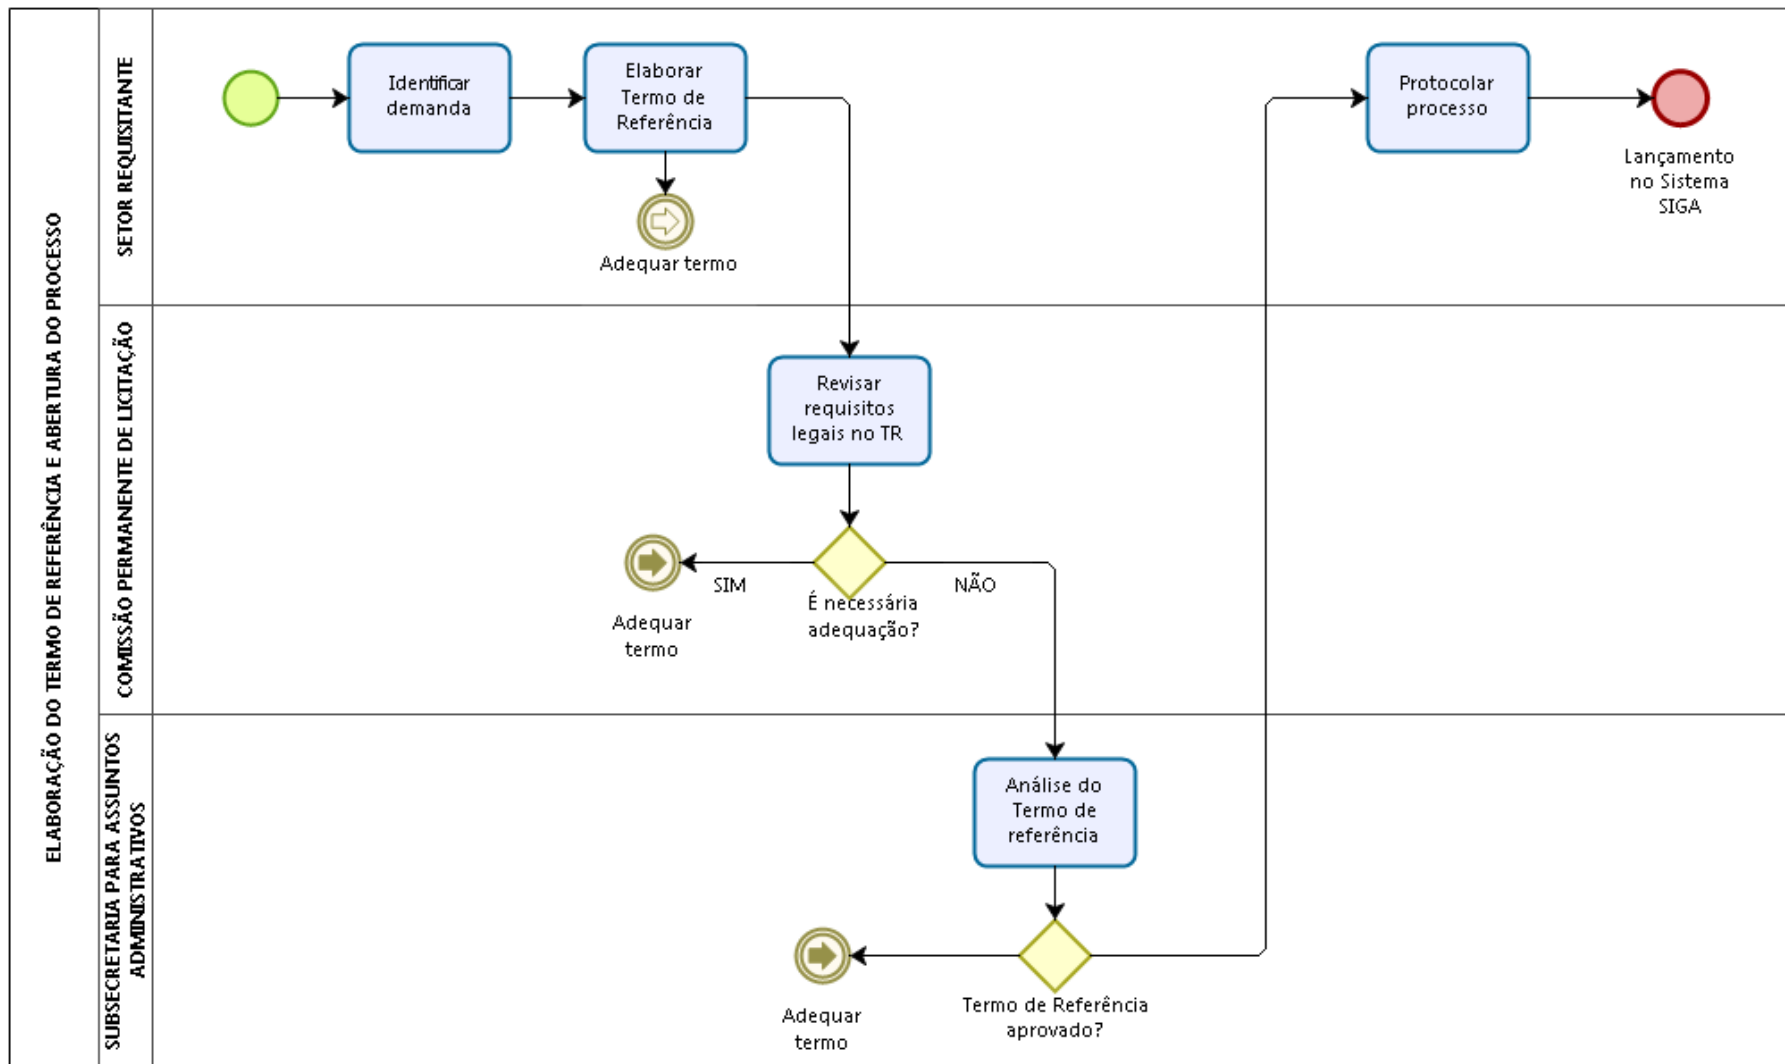 ELABORAÇÃO DO TERMO DE REFERÊNCIA E ABERTURA DO PROCESSO
SETOR REQUISITANTE
Identificar
demanda
Elaborar
Termo de
Referência
Adequar termo
Protocolar
processo
Lançamento
no Sistema
SIGA
COMISSÃO PERMANENTE DE LICITAÇÃO
Revisar
requisitos
legais no TR
SIM
NÃO
É necessária
adequação?
Adequar
termo
SUBSECRETARIA PARA ASSUNTOS
ADMINISTRATIVOS
Análise do
Termo de
referência
Termo de Referência
aprovado?
Adequar
termo